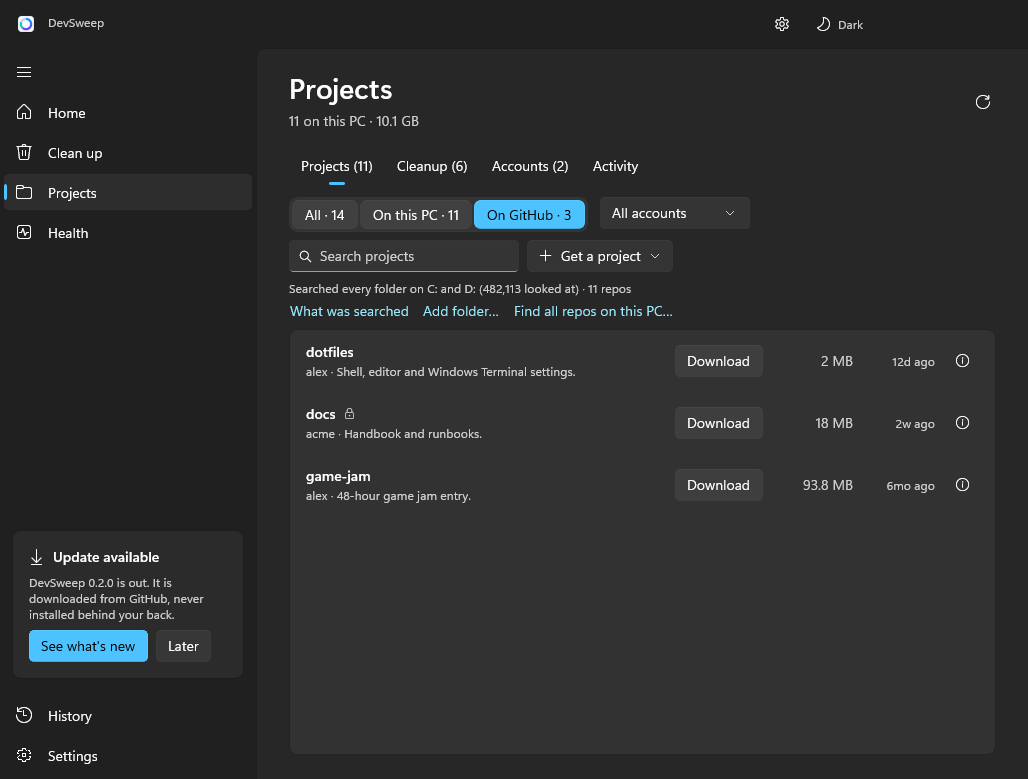 DevSweep
Dark
Home
Clean up
Projects
Health
Projects
11 on this PC · 10.1 GB
Projects (11) Cleanup (6) Accounts (2) Activity
All · 14 On this PC · 11 On GitHub · 3 All accounts
Search projects Get a project
Searched every folder on C: and D: (482,113 looked at) · 11 repos
What was searched Add folder... Find all repos on this PC...
dotfiles
alex · Shell, editor and Windows Terminal settings.
Download 2 MB 12d ago
docs
acme · Handbook and runbooks.
Download 18 MB 2w ago
game-jam
alex · 48-hour game jam entry.
Download 93.8 MB 6mo ago
Update available
DevSweep 0.2.0 is out. It is
downloaded from GitHub, never
installed behind your back.
See what's new Later
History
Settings